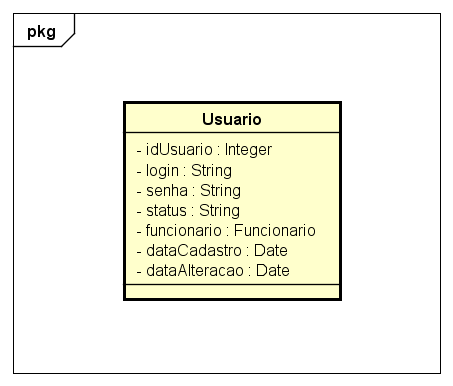 pkg
Usuario
- idUsuario : Integer
- login : String
- senha : String
- status : String
- funcionario : Funcionario
- dataCadastro : Date
- dataAlteracao : Date